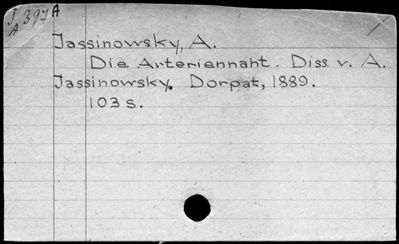 J 397 A
A
Jassinowsky, A.
Die Arteriennaht. Diss. v. A.
Jassinowsky. Dorpat, 1889.
103 s.